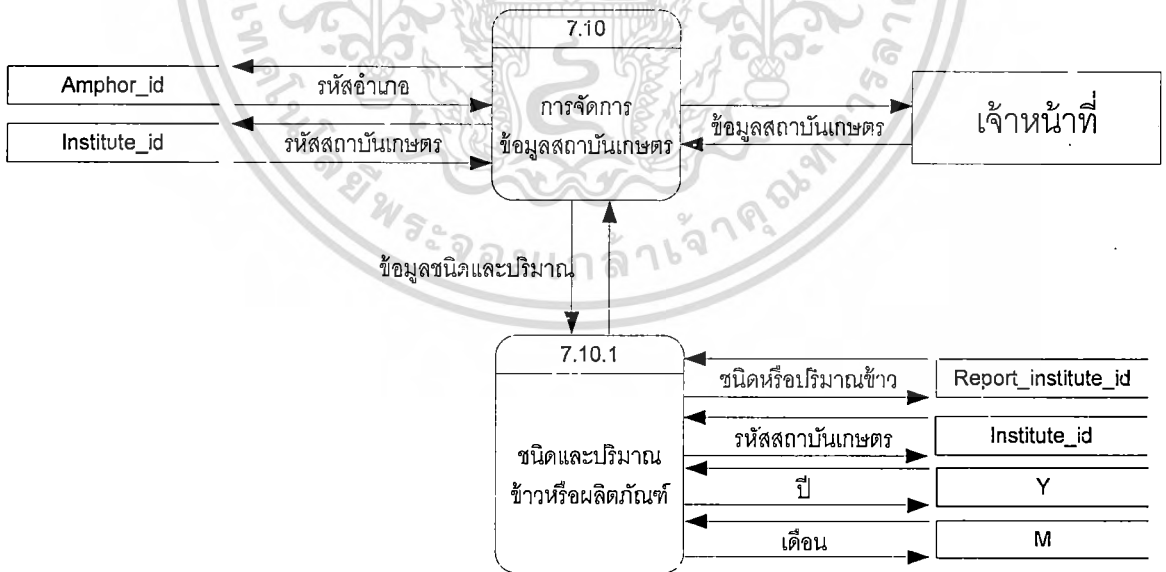 7.10
การจัดการ
ข้อมูลสถาบันเกษตร
Amphor_id
รหัสอำเภอ
Institute_id
รหัสสถาบันเกษตร
ข้อมูลสถาบันเกษตร
เจ้าหน้าที่
ข้อมูลชนิดและปริมาณ
7.10.1
ชนิดและปริมาณ
ข้าวหรือผลิตภัณฑ์
ชนิดหรือปริมาณข้าว
Report_institute_id
รหัสสถาบันเกษตร
Institute_id
ปี
Y
เดือน
M